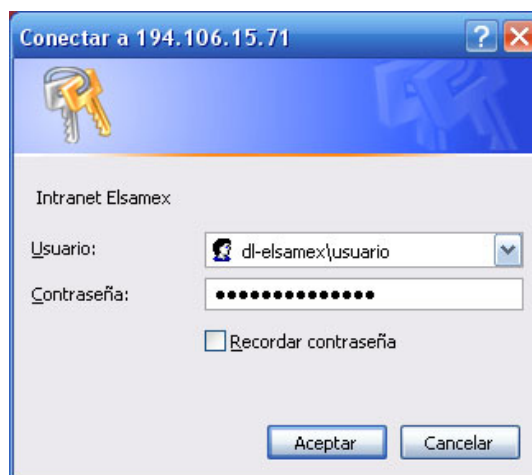 Conectar a 194.106.15.71
Intranet Elsamex
Usuario: dl-elsamex\usuario
Contraseña: ••••••••••••••
Recordar contraseña
Aceptar Cancelar